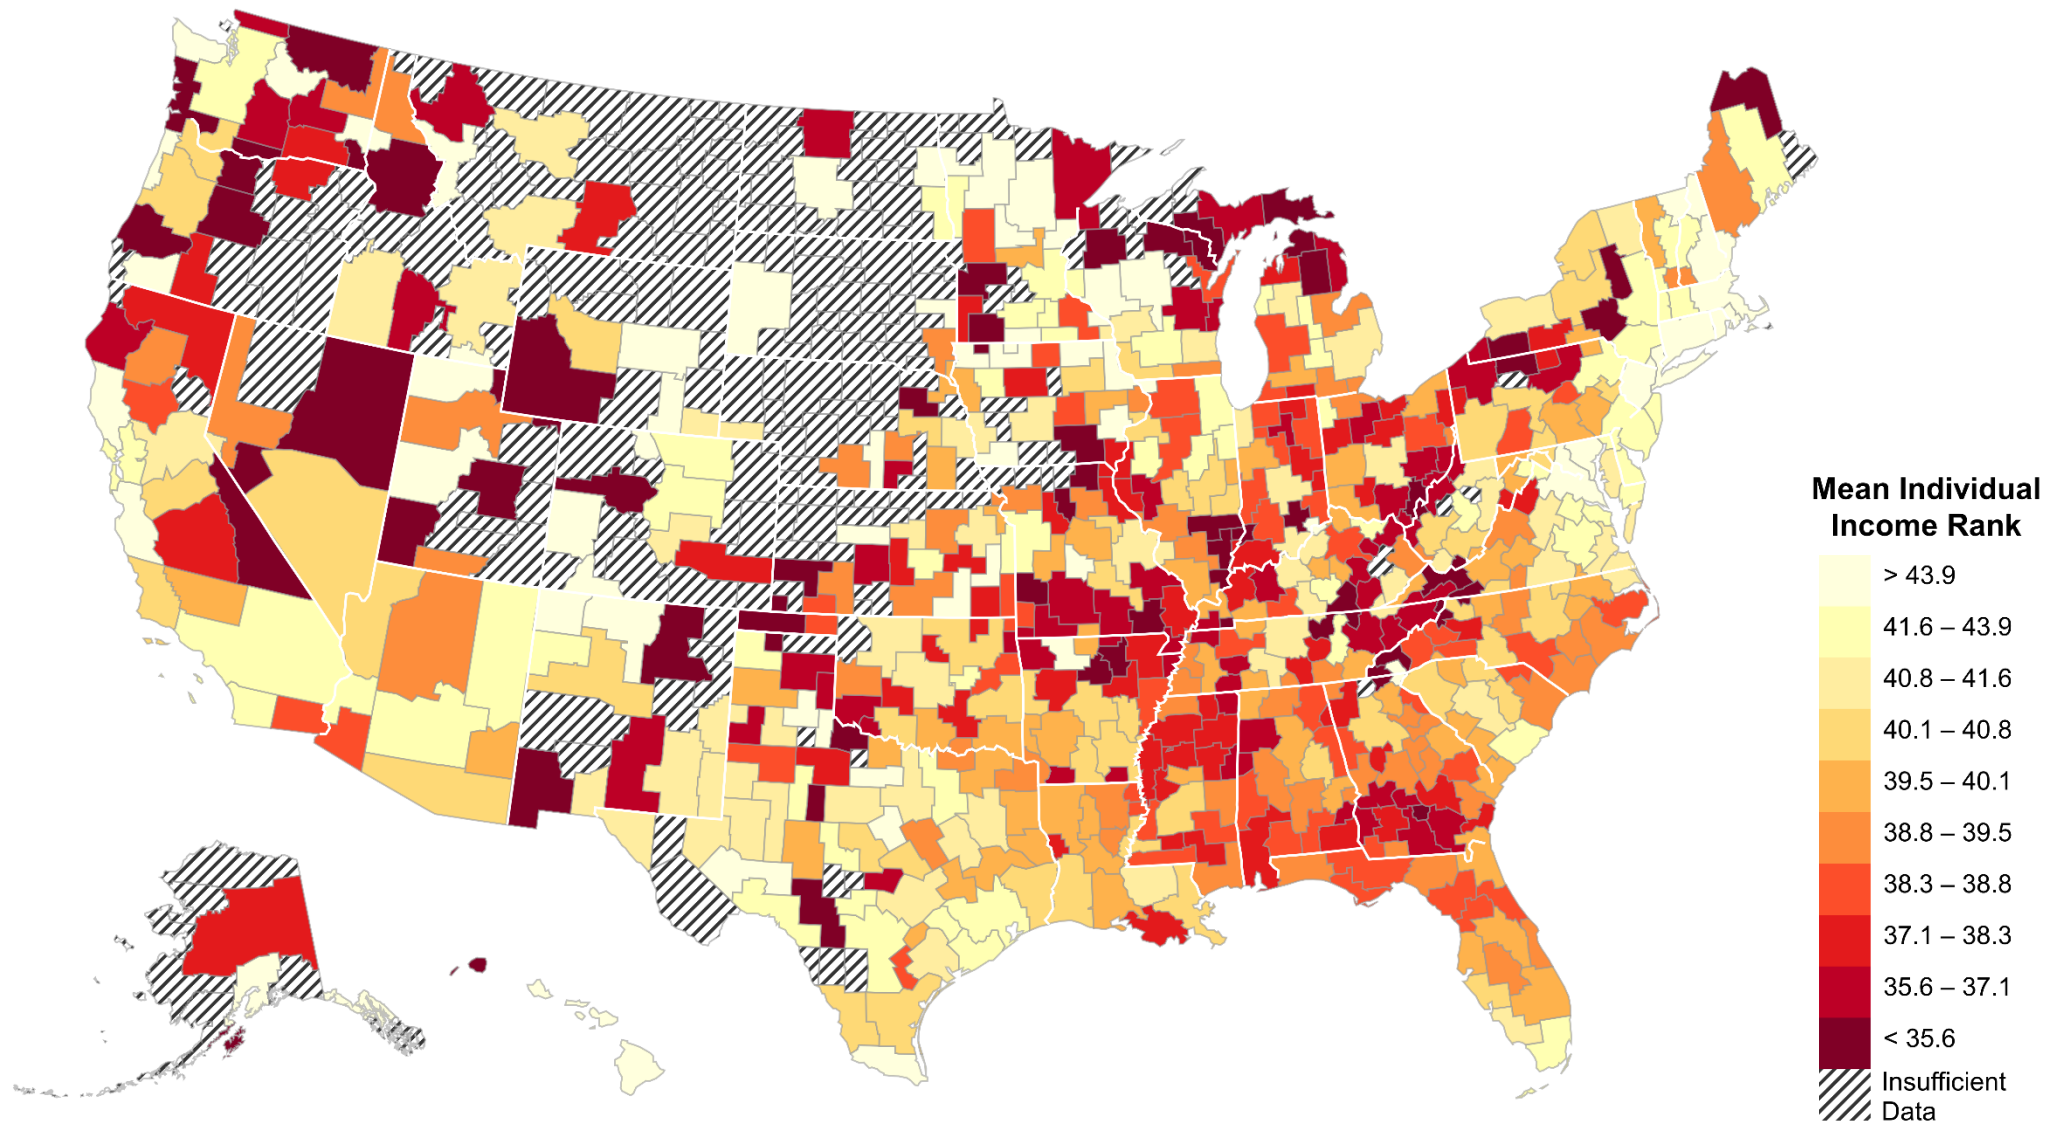 Mean Individual
Income Rank
> 43.9
41.6 – 43.9
40.8 – 41.6
40.1 – 40.8
39.5 – 40.1
38.8 – 39.5
38.3 – 38.8
37.1 – 38.3
35.6 – 37.1
< 35.6
Insufficient
Data